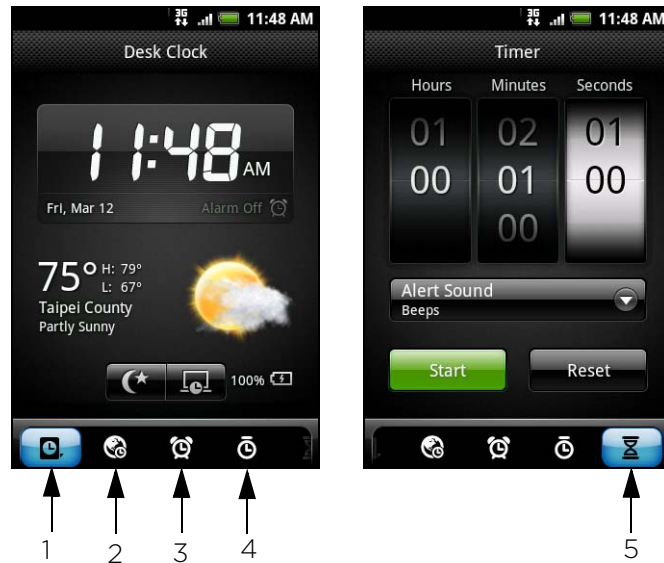 3G 11:48 AM
Desk Clock
11:48 AM
Fri, Mar 12 Alarm Off
75° H: 79°
L: 67°
Taipei County
Partly Sunny
100%
1 2 3 4
3G 11:48 AM
Timer
Hours Minutes Seconds
01 02 01
00 01 00
00
Alert Sound
Beeps
Start Reset
5